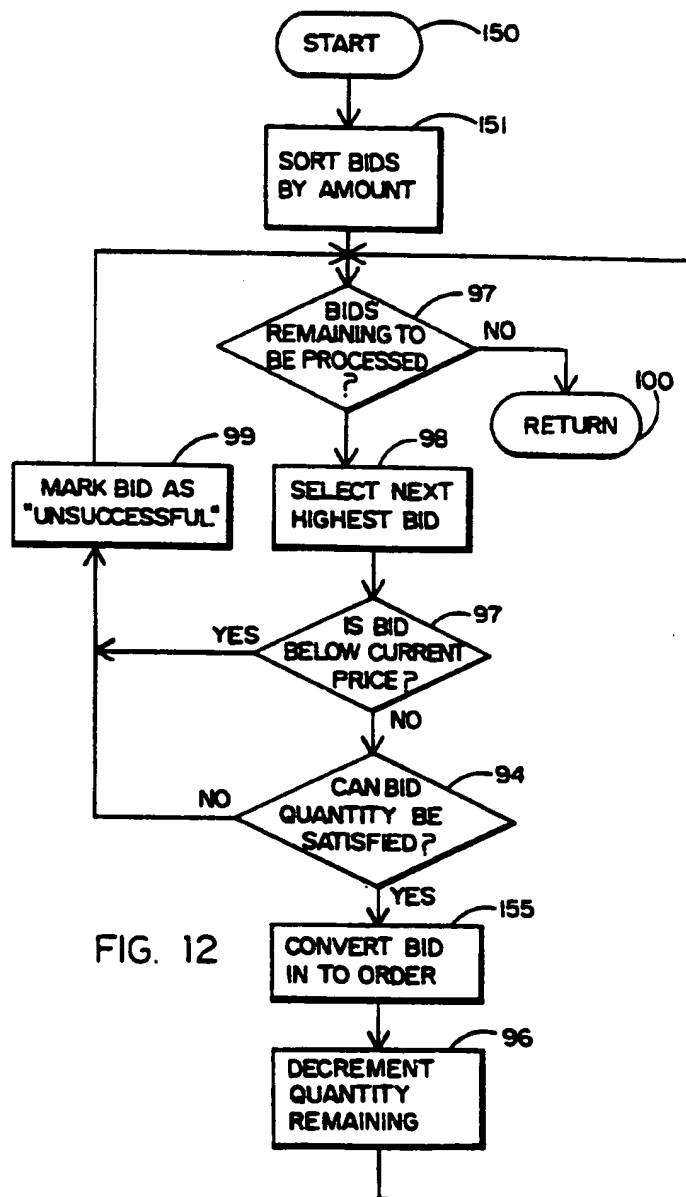 START
150
151
SORT BIDS
BY AMOUNT
97
BIDS
REMAINING TO
BE PROCESSED
?
NO
100
RETURN
99
MARK BID AS
"UNSUCCESSFUL"
98
SELECT NEXT
HIGHEST BID
97
YES
IS BID
BELOW CURRENT
PRICE?
NO
94
NO
CAN BID
QUANTITY BE
SATISFIED?
YES
155
FIG. 12
CONVERT BID
IN TO ORDER
96
DECREMENT
QUANTITY
REMAINING